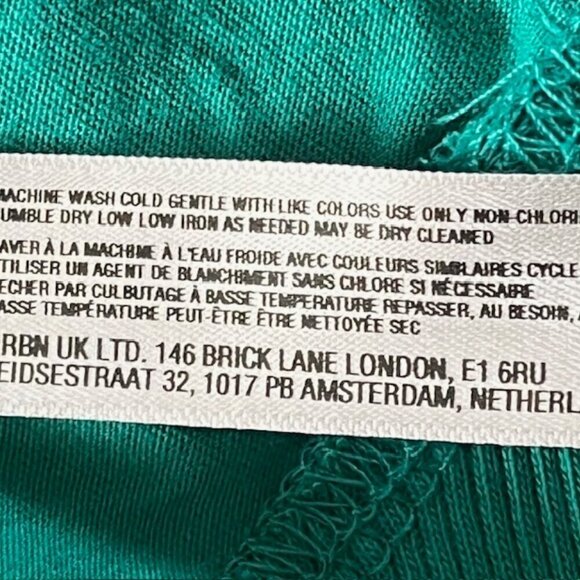 MACHINE WASH COLD GENTLE WITH LIKE COLORS USE ONLY NON-CHLORI
UMBLE DRY LOW LOW IRON AS NEEDED MAY BE DRY CLEANED
AVER À LA MACHINE À L'EAU FROIDE AVEC COULEURS SIMILAIRES CYCLE
TILISER UN AGENT DE BLANCHIMENT SANS CHLORE SI NÉCESSAIRE
ECHER PAR CULBUTAGE À BASSE TEMPERATURE REPASSER, AU BESOIN, À
ASSE TEMPÉRATURE PEUT-ÊTRE ÊTRE NETTOYÉE SEC
RBN UK LTD. 146 BRICK LANE LONDON, E1 6RU
EIDSESTRAAT 32, 1017 PB AMSTERDAM, NETHERL